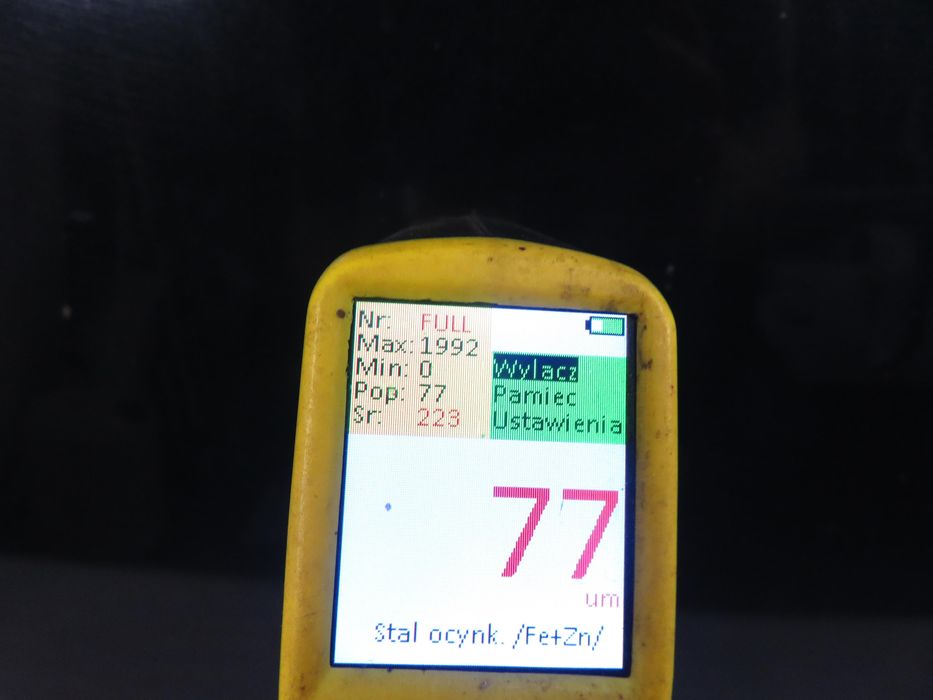 Nr: FULL
Max: 1992
Min: 0
Pop: 77
Sr: 223
Wylacz
Pamiec
Ustawienia
77
um
Stal ocynk. /Fe+Zn/